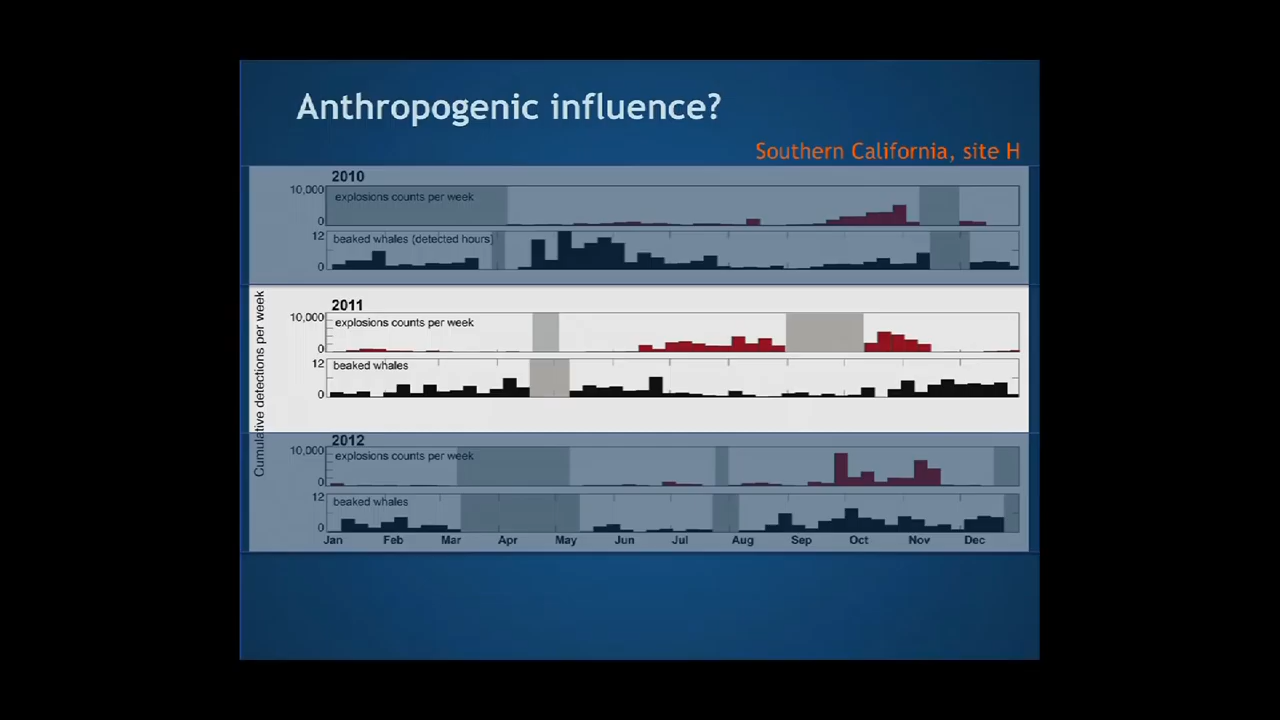 Anthropogenic influence?
Southern California, site H
Cumulative detections per week
2010
10,000
explosions counts per week
0
12
beaked whales (detected hours)
0
2011
10,000
explosions counts per week
0
12
beaked whales
0
2012
10,000
explosions counts per week
0
12
beaked whales
0
Jan Feb Mar Apr May Jun Jul Aug Sep Oct Nov Dec